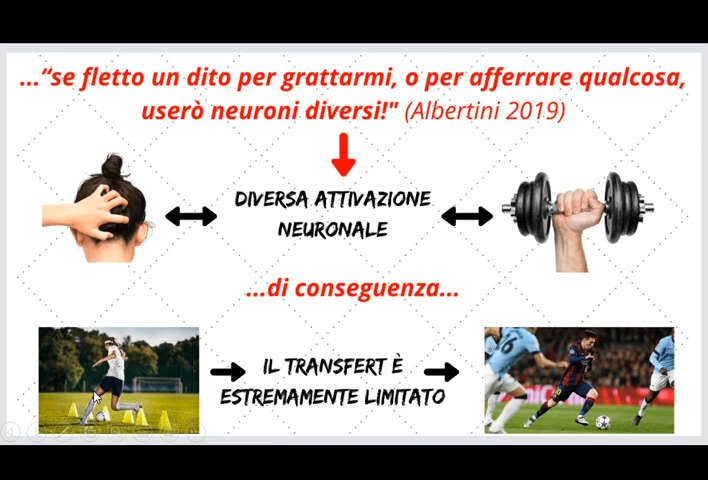 ..."se fletto un dito per grattarmi, o per afferrare qualcosa,
userò neuroni diversi!" (Albertini 2019)
DIVERSA ATTIVAZIONE
NEURONALE
...di conseguenza...
IL TRANSFERT È
ESTREMAMENTE LIMITATO
16